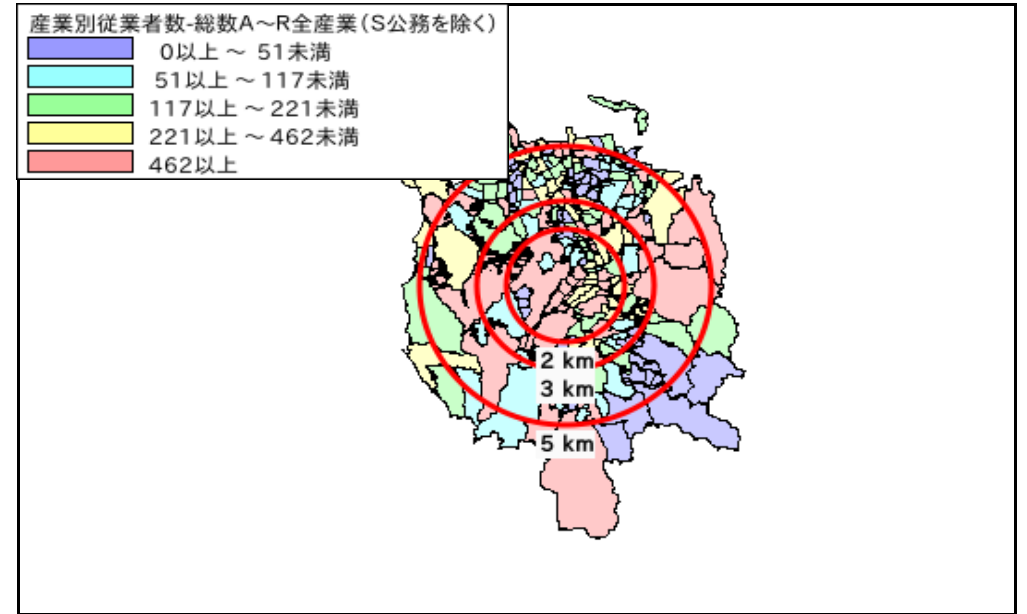 産業別従業者数-総数A～R全産業(S公務を除く)
0以上 ～ 51未満
51以上 ～ 117未満
117以上 ～ 221未満
221以上 ～ 462未満
462以上
2 km
3 km
5 km